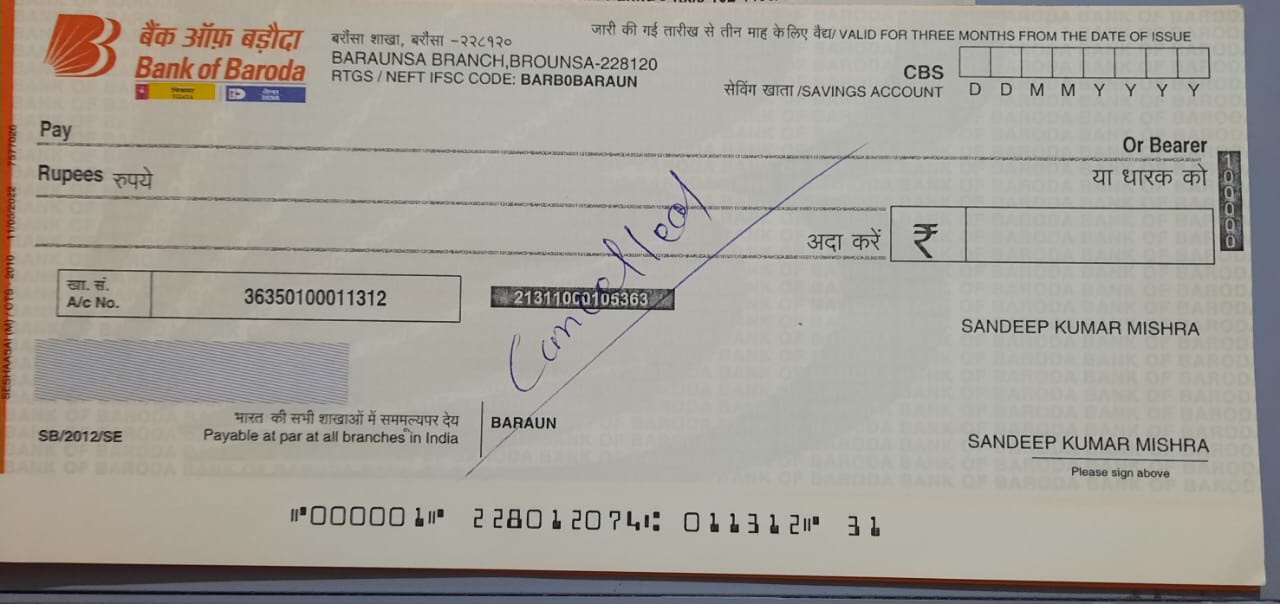 बैंक ऑफ़ बड़ौदा
Bank of Baroda
बरौसा शाखा, बरौसा -२२८१२०
BARAUNSA BRANCH,BROUNSA-228120
RTGS / NEFT IFSC CODE: BARB0BARAUN
जारी की गई तारीख से तीन माह के लिए वैद्य/ VALID FOR THREE MONTHS FROM THE DATE OF ISSUE
CBS
सेविंग खाता /SAVINGS ACCOUNT
D D M M Y Y Y Y
Pay
Or Bearer
Rupees रुपये
या धारक को
अदा करें ₹
100000
खा. सं.
A/c No.
36350100011312
21311000105363
Cancelled
SANDEEP KUMAR MISHRA
भारत की सभी शाखाओं में सममूल्यपर देय
SB/2012/SE
Payable at par at all branches in India
BARAUN
SANDEEP KUMAR MISHRA
Please sign above
⑈000001⑈ 228012074⑆ 011312⑈ 31